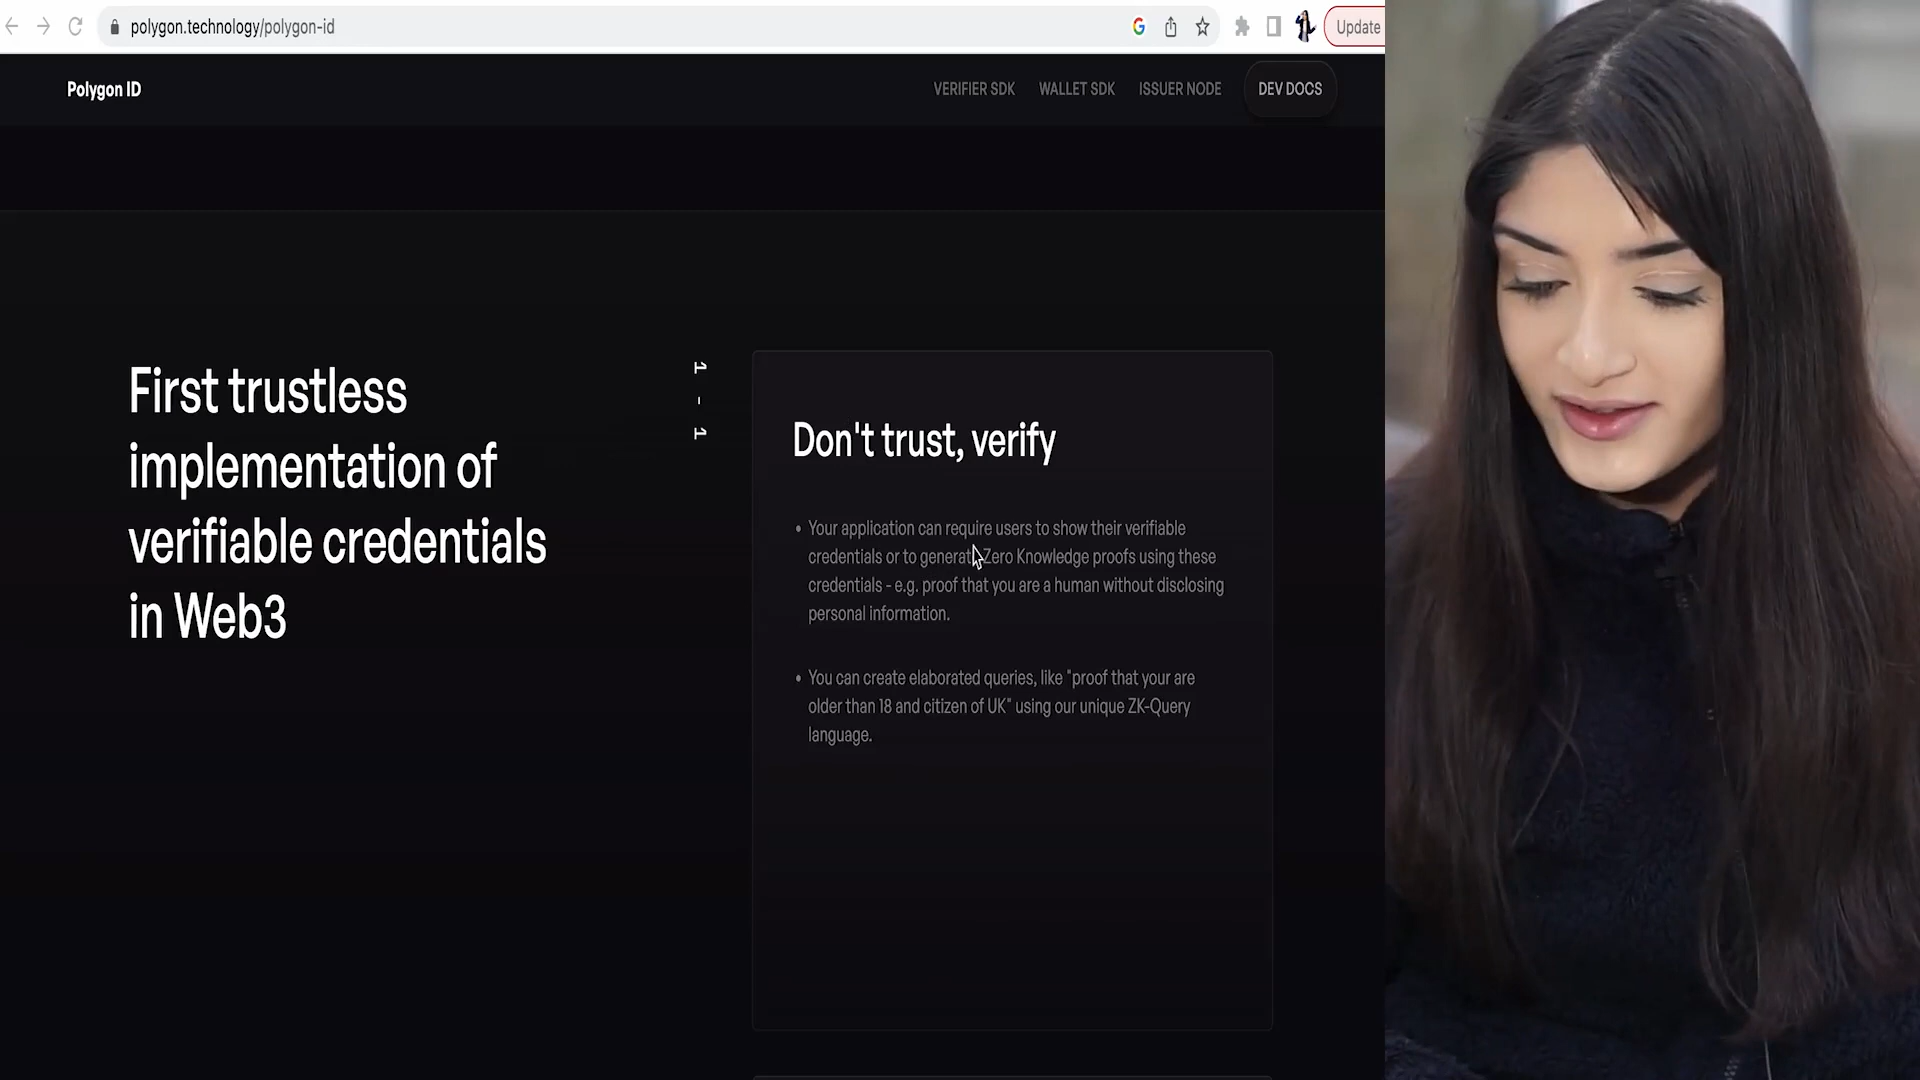 polygon.technology/polygon-id
Update
Polygon ID
VERIFIER SDK
WALLET SDK
ISSUER NODE
DEV DOCS
First trustless
implementation of
verifiable credentials
in Web3
1 - 1
Don't trust, verify
• Your application can require users to show their verifiable
credentials or to generate Zero Knowledge proofs using these
credentials - e.g. proof that you are a human without disclosing
personal information.
• You can create elaborated queries, like "proof that your are
older than 18 and citizen of UK" using our unique ZK-Query
language.